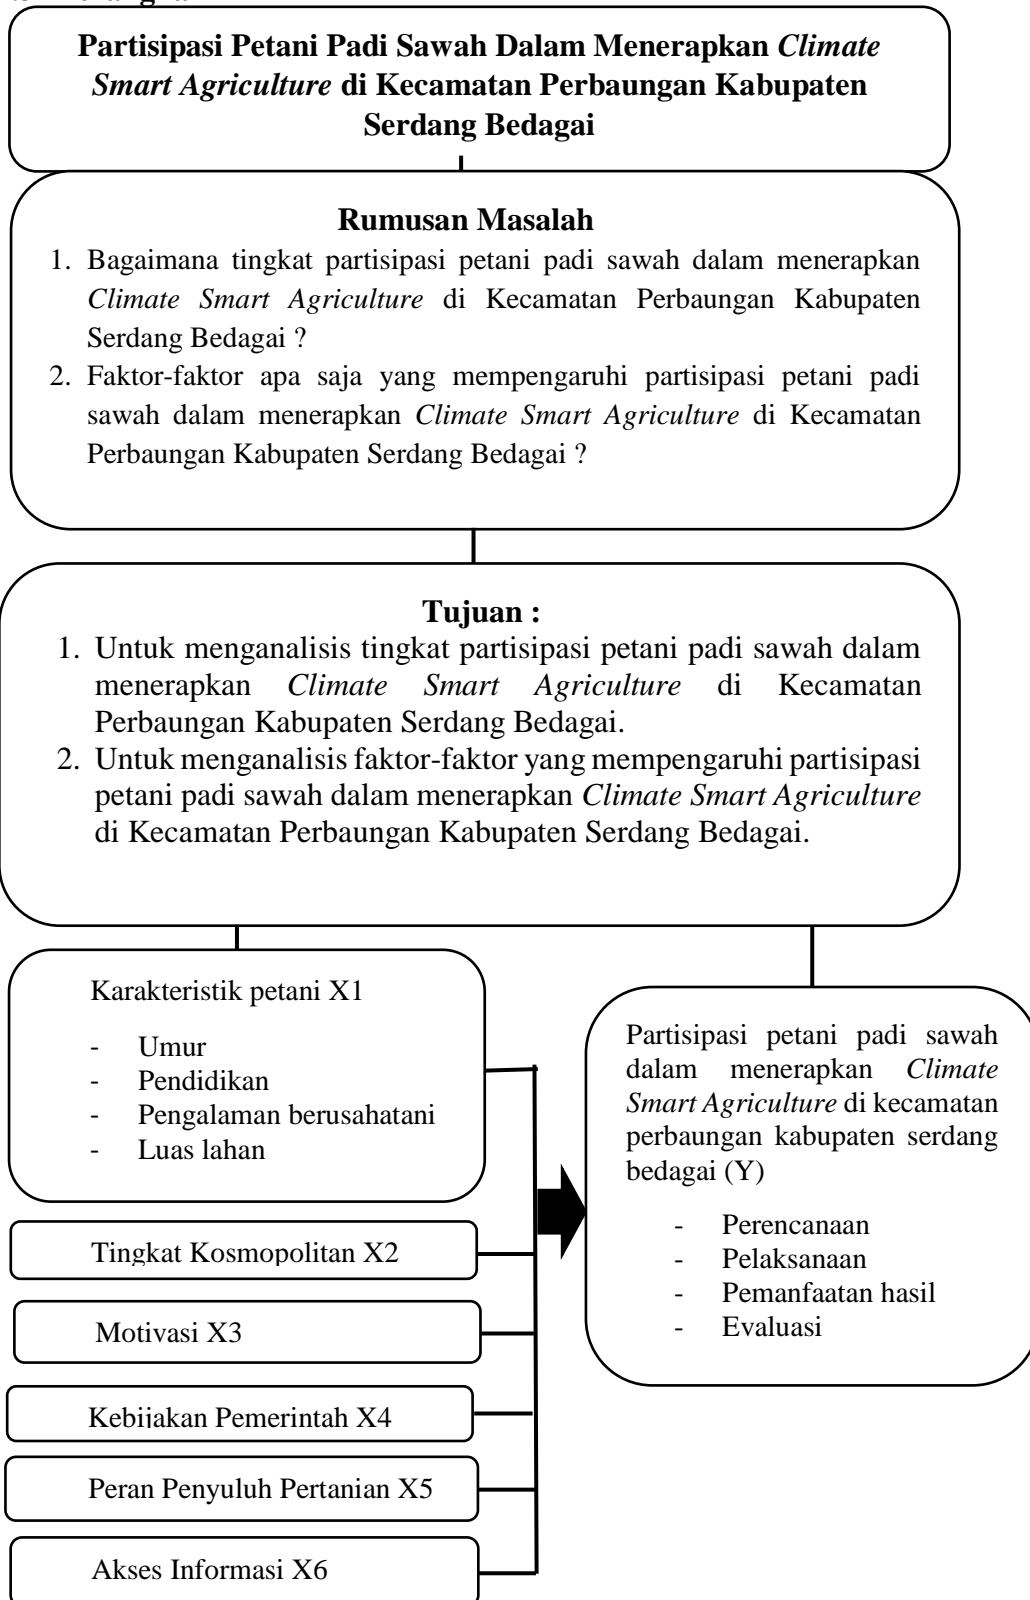 Partisipasi Petani Padi Sawah Dalam Menerapkan Climate
Smart Agriculture di Kecamatan Perbaungan Kabupaten
Serdang Bedagai
Rumusan Masalah
1. Bagaimana tingkat partisipasi petani padi sawah dalam menerapkan
Climate Smart Agriculture di Kecamatan Perbaungan Kabupaten
Serdang Bedagai ?
2. Faktor-faktor apa saja yang mempengaruhi partisipasi petani padi
sawah dalam menerapkan Climate Smart Agriculture di Kecamatan
Perbaungan Kabupaten Serdang Bedagai ?
Tujuan :
1. Untuk menganalisis tingkat partisipasi petani padi sawah dalam
menerapkan Climate Smart Agriculture di Kecamatan
Perbaungan Kabupaten Serdang Bedagai.
2. Untuk menganalisis faktor-faktor yang mempengaruhi partisipasi
petani padi sawah dalam menerapkan Climate Smart Agriculture
di Kecamatan Perbaungan Kabupaten Serdang Bedagai.
Karakteristik petani X1
- Umur
- Pendidikan
- Pengalaman berusahatani
- Luas lahan
Tingkat Kosmopolitan X2
Motivasi X3
Kebijakan Pemerintah X4
Peran Penyuluh Pertanian X5
Akses Informasi X6
Partisipasi petani padi sawah
dalam menerapkan Climate
Smart Agriculture di kecamatan
perbaungan kabupaten serdang
bedagai (Y)
- Perencanaan
- Pelaksanaan
- Pemanfaatan hasil
- Evaluasi